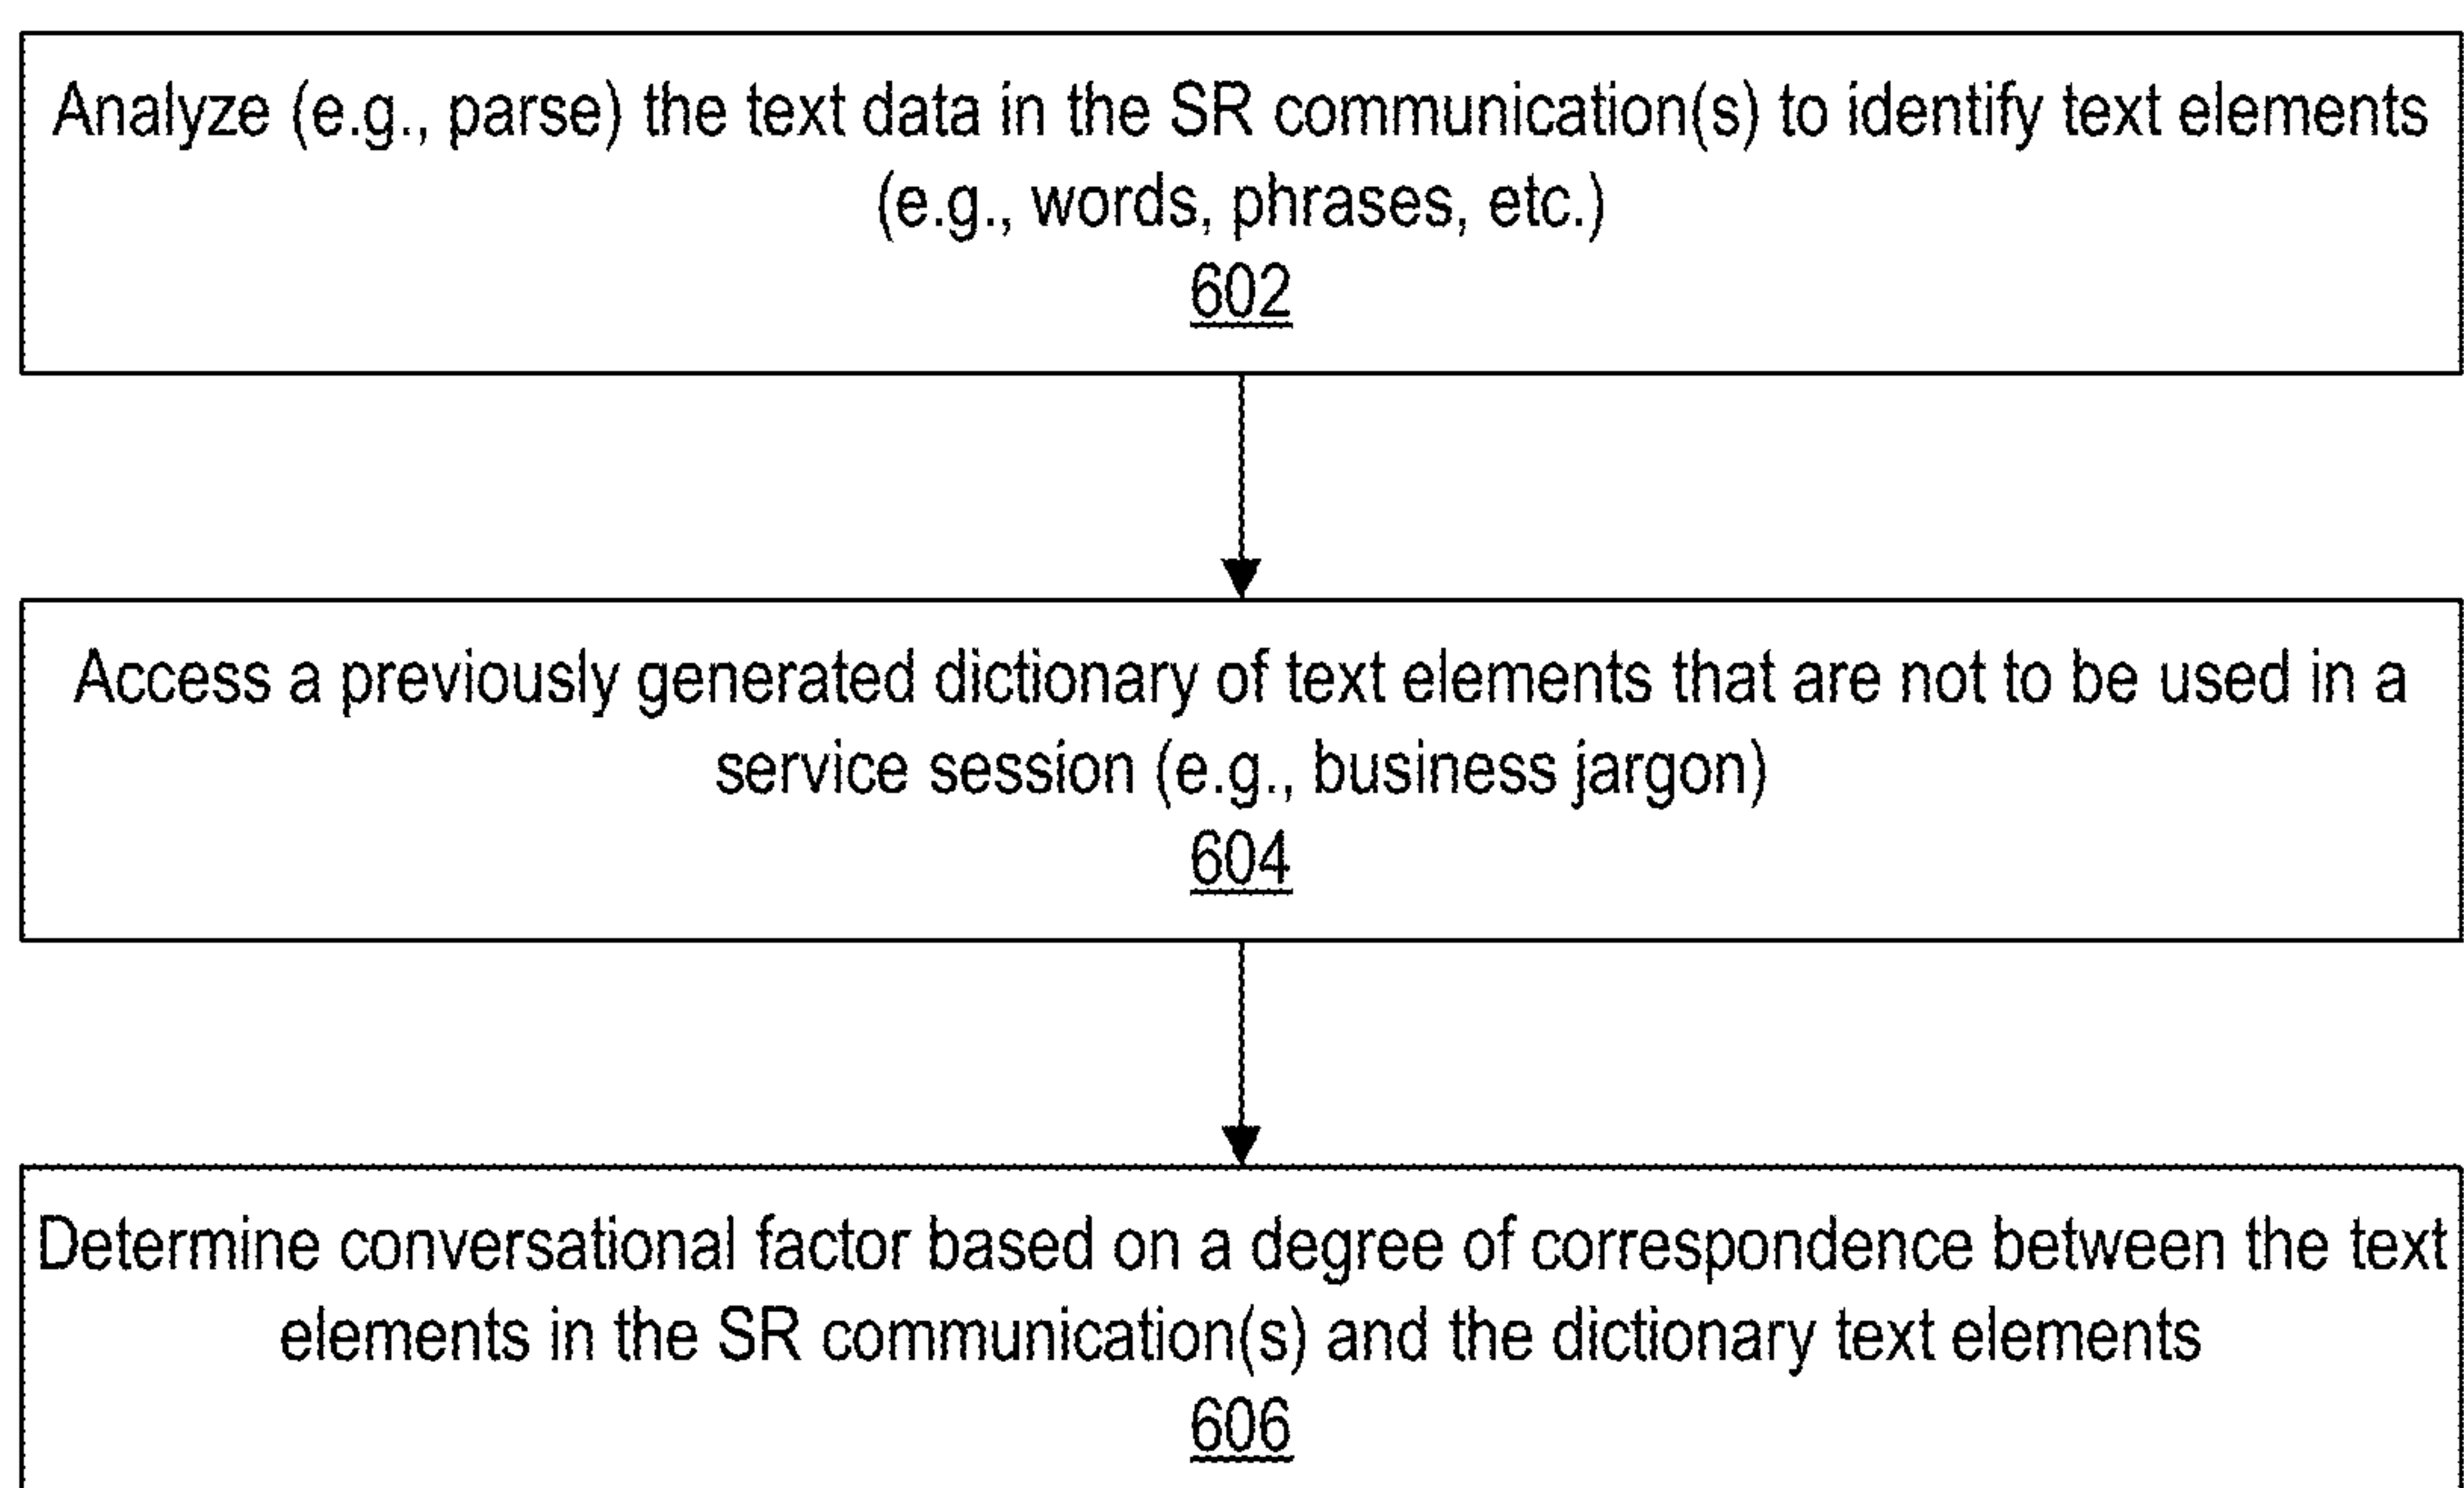 Analyze (e.g., parse) the text data in the SR communication(s) to identify text elements
(e.g., words, phrases, etc.)
602
Access a previously generated dictionary of text elements that are not to be used in a
service session (e.g., business jargon)
604
Determine conversational factor based on a degree of correspondence between the text
elements in the SR communication(s) and the dictionary text elements
606